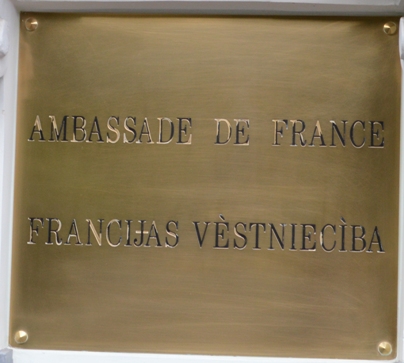 AMBASSADE DE FRANCE
FRANCIJAS VÈSTNIECÌBA